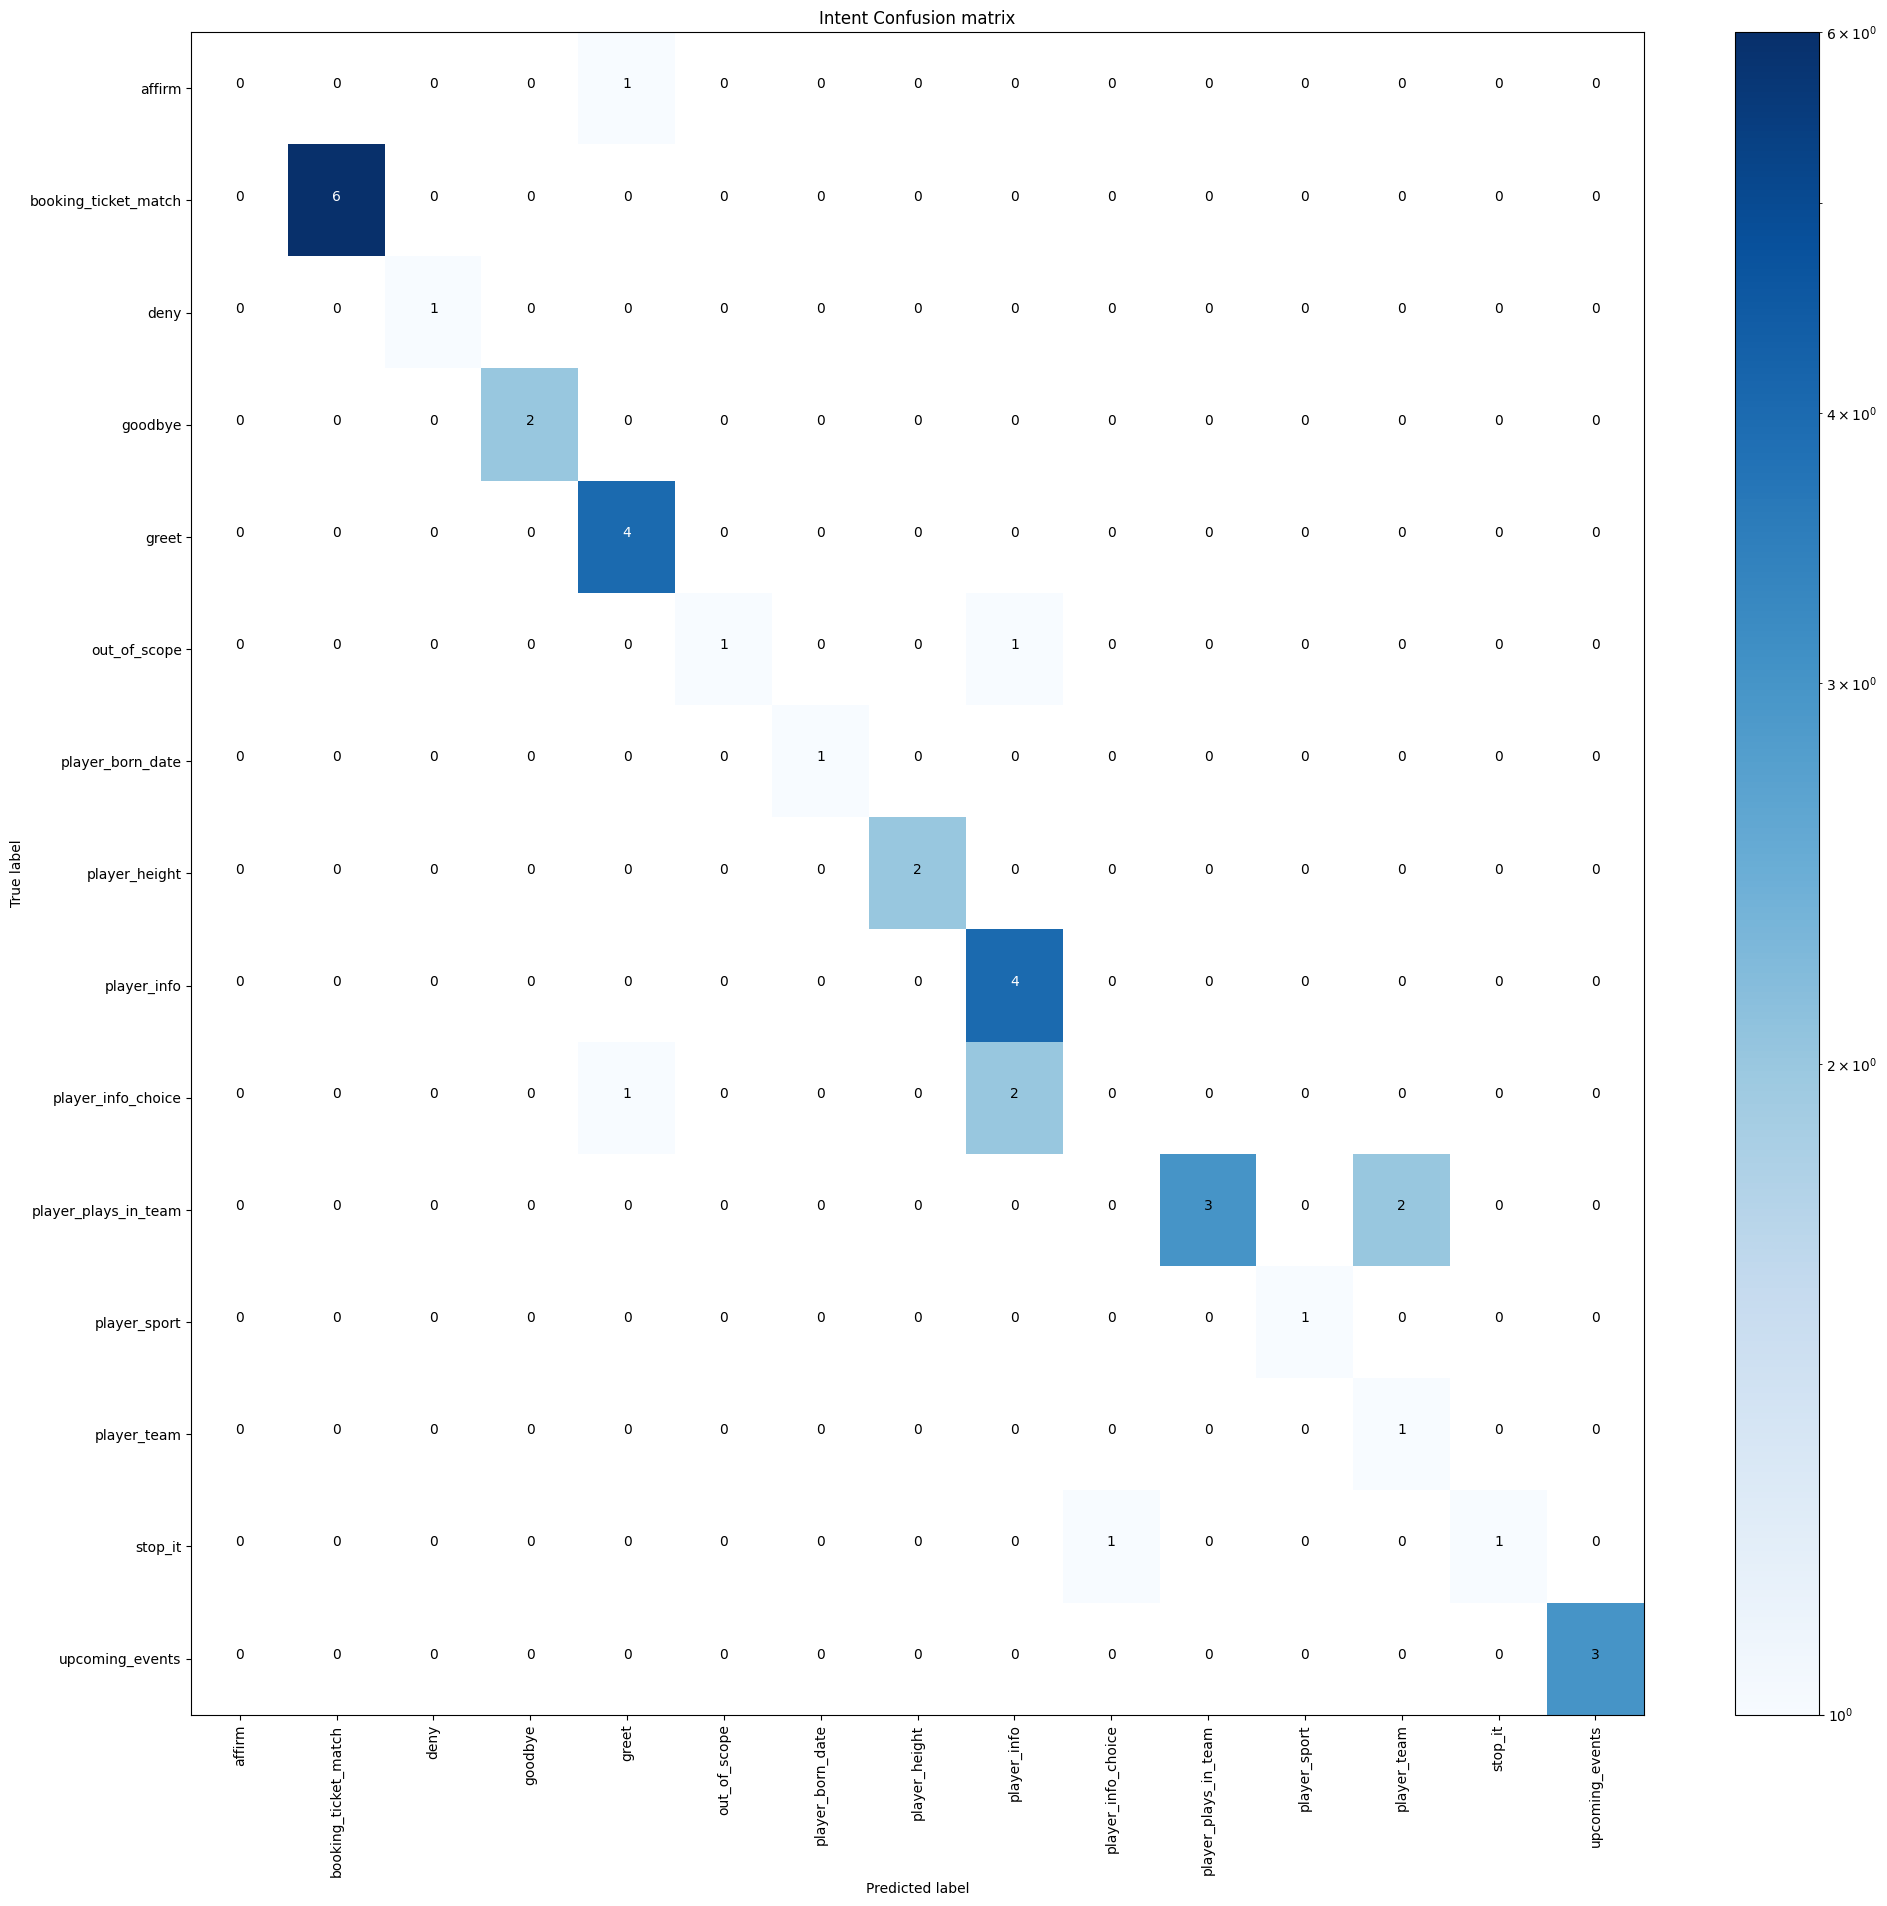 Intent Confusion matrix
affirm 0 0 0 0 1 0 0 0 0 0 0 0 0 0 0
booking_ticket_match 0 6 0 0 0 0 0 0 0 0 0 0 0 0 0
deny 0 0 1 0 0 0 0 0 0 0 0 0 0 0 0
goodbye 0 0 0 2 0 0 0 0 0 0 0 0 0 0 0
greet 0 0 0 0 4 0 0 0 0 0 0 0 0 0 0
out_of_scope 0 0 0 0 0 1 0 0 1 0 0 0 0 0 0
player_born_date 0 0 0 0 0 0 1 0 0 0 0 0 0 0 0
player_height 0 0 0 0 0 0 0 2 0 0 0 0 0 0 0
player_info 0 0 0 0 0 0 0 0 4 0 0 0 0 0 0
player_info_choice 0 0 0 0 1 0 0 0 2 0 0 0 0 0 0
player_plays_in_team 0 0 0 0 0 0 0 0 0 0 3 0 2 0 0
player_sport 0 0 0 0 0 0 0 0 0 0 0 1 0 0 0
player_team 0 0 0 0 0 0 0 0 0 0 0 0 1 0 0
stop_it 0 0 0 0 0 0 0 0 0 1 0 0 0 1 0
upcoming_events 0 0 0 0 0 0 0 0 0 0 0 0 0 0 3
True label
affirm
booking_ticket_match
deny
goodbye
greet
out_of_scope
player_born_date
player_height
player_info
player_info_choice
player_plays_in_team
player_sport
player_team
stop_it
upcoming_events
Predicted label
6 × 10⁰
4 × 10⁰
3 × 10⁰
2 × 10⁰
10⁰